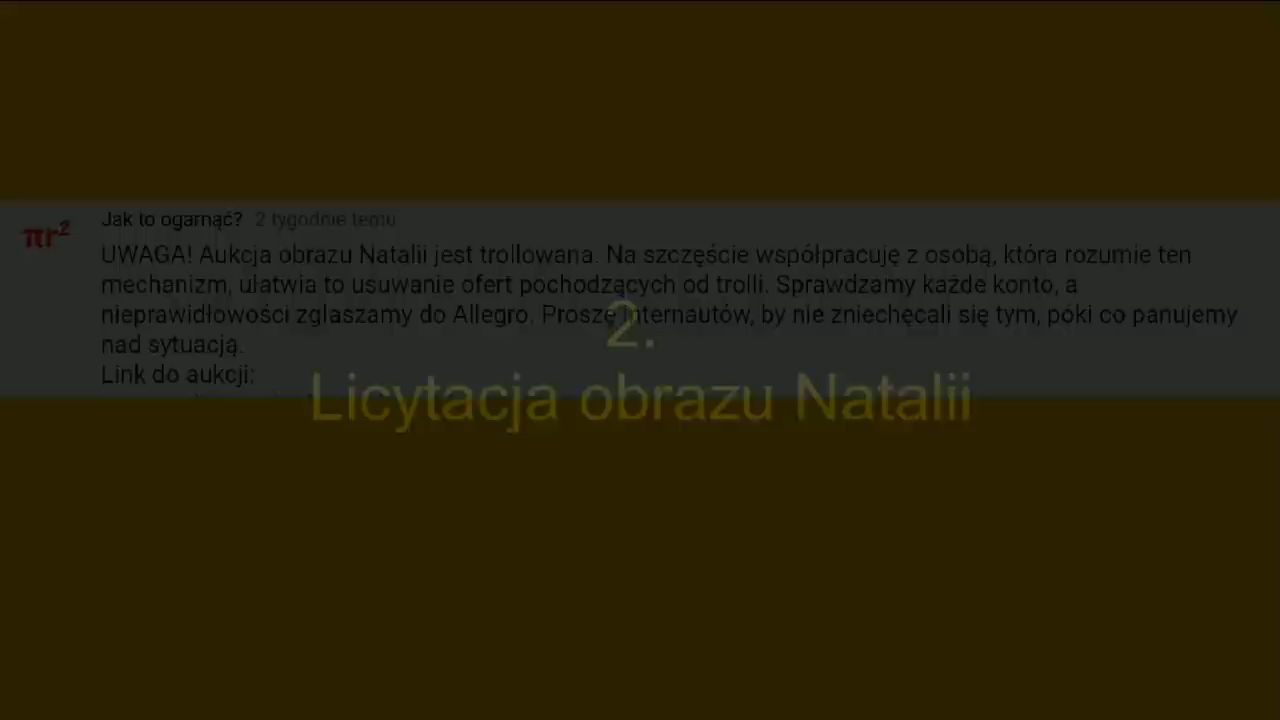 πr²
Jak to ogarnąć? 2 tygodnie temu
UWAGA! Aukcja obrazu Natalii jest trollowana. Na szczęście współpracuję z osobą, która rozumie ten
mechanizm, ułatwia to usuwanie ofert pochodzących od trolli. Sprawdzamy każde konto, a
nieprawidłowości zgłaszamy do Allegro. Proszę Internautów, by nie zniechęcali się tym, póki co panujemy
nad sytuacją.
Link do aukcji:
2.
Licytacja obrazu Natalii